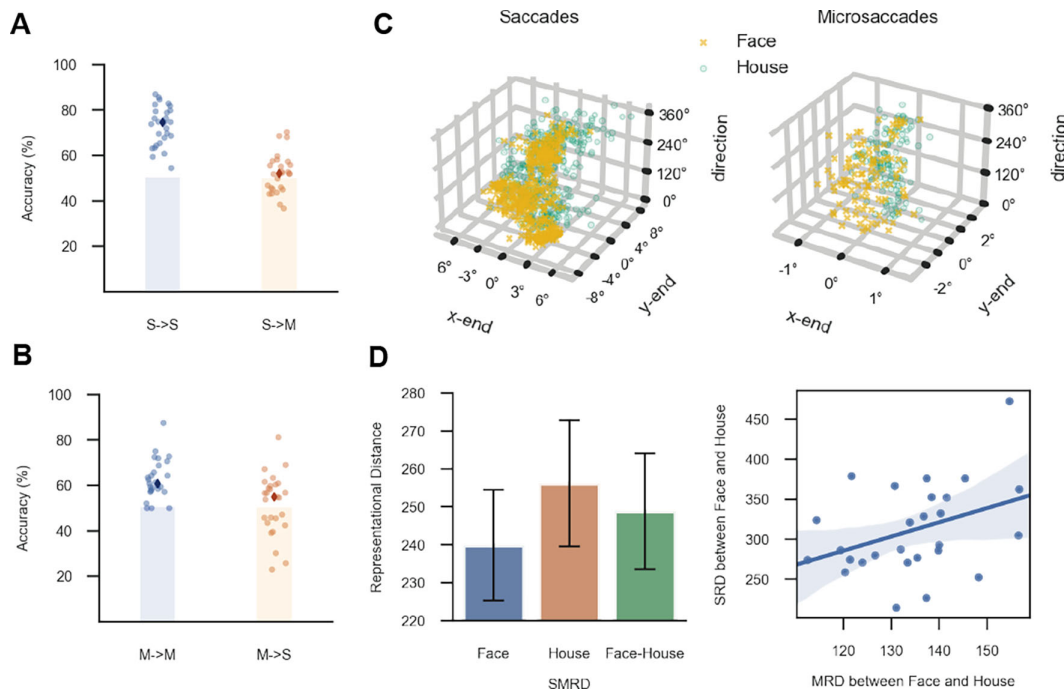 A
Accuracy (%)
100
80
60
40
20
S->S
S->M
B
Accuracy (%)
100
80
60
40
20
M->M
M->S
C
Saccades
Microsaccades
Face
House
360°
240°
120°
0°
direction
6°
-3°
0°
3°
6°
x-end
-8°
-4°
0°
4°
8°
y-end
360°
240°
120°
0°
direction
-1°
0°
1°
x-end
-2°
0°
2°
y-end
D
Representational Distance
280
270
260
250
240
230
220
Face
House
Face-House
SMRD
SRD between Face and House
450
400
350
300
250
120
130
140
150
MRD between Face and House